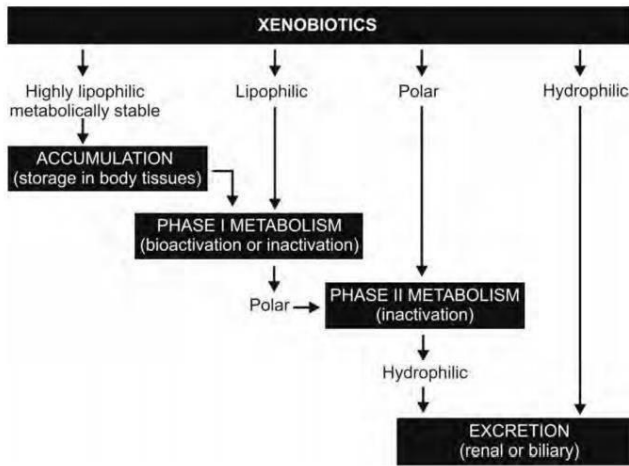 XENOBIOTICS
Highly lipophilic
metabolically stable
Lipophilic
Polar
Hydrophilic
ACCUMULATION
(storage in body tissues)
PHASE I METABOLISM
(bioactivation or inactivation)
Polar
PHASE II METABOLISM
(inactivation)
Hydrophilic
EXCRETION
(renal or biliary)